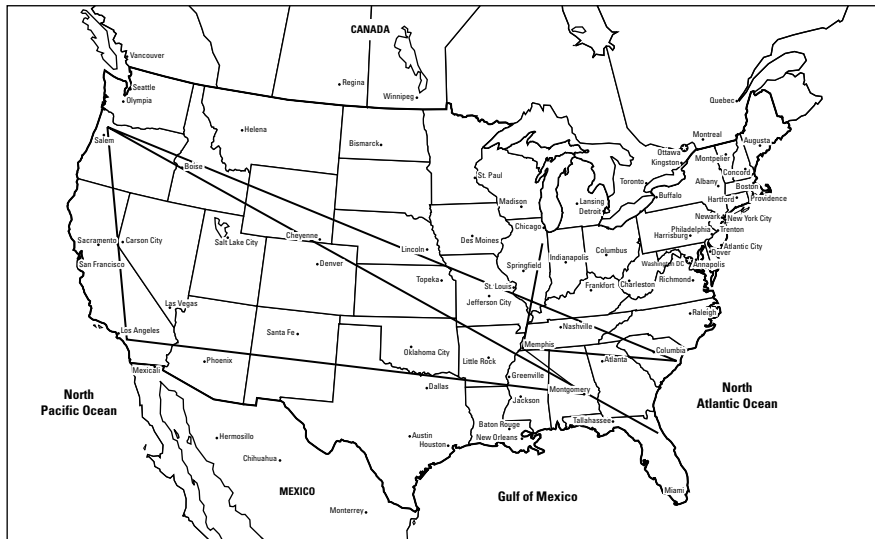 CANADA
Vancouver
Seattle
Olympia
Regina
Winnipeg
Quebec
Salem
Helena
Bismarck
Montreal
Ottawa
Kingston
Montpelier
Augusta
Boise
St. Paul
Toronto
Albany
Concord
Boston
Madison
Lansing
Detroit
Buffalo
Hartford
Providence
Chicago
Newark
New York City
Cheyenne
Salt Lake City
Lincoln
Des Moines
Philadelphia
Trenton
Harrisburg
Sacramento
Carson City
Columbus
Indianapolis
Atlantic City
Dover
San Francisco
Denver
Springfield
Washington DC
Annapolis
Topeka
St. Louis
Jefferson City
Frankfort
Charleston
Richmond
Las Vegas
Raleigh
Los Angeles
Santa Fe
Nashville
Memphis
Oklahoma City
Little Rock
Atlanta
Columbia
Phoenix
Mexicali
Greenville
Dallas
Montgomery
Jackson
North
Pacific Ocean
North
Atlantic Ocean
Baton Rouge
New Orleans
Tallahassee
Hermosillo
Austin
Houston
Chihuahua
MEXICO
Gulf of Mexico
Miami
Monterrey